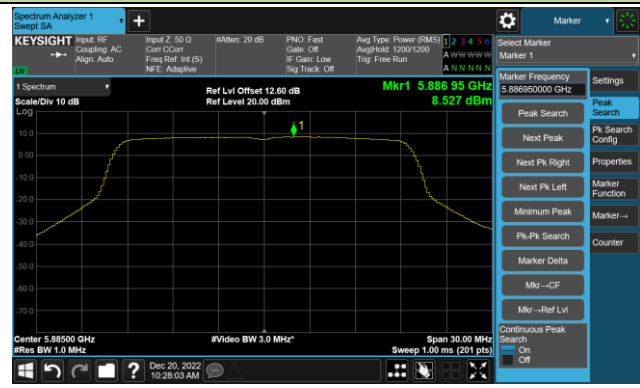 Spectrum Analyzer 1
Swept SA
Marker
KEYSIGHT
Input: RF
Coupling: AC
Align: Auto
Input Z: 50 Ω
Corr CCorr
Freq Ref: Int (S)
NFE: Adaptive
#Atten: 20 dB
PNO: Fast
Gate: Off
IF Gain: Low
Sig Track: Off
Avg Type: Power (RMS)
Avg|Hold: 1200/1200
Trig: Free Run
1 2 3 4 5 6
A W W W W W
A N N N N N
LW
Select Marker
Marker 1
1 Spectrum
Scale/Div 10 dB
Log
Ref Lvl Offset 12.60 dB
Ref Level 20.00 dBm
Mkr1 5.886 95 GHz
8.527 dBm
1
10.0
0.00
-10.0
-20.0
-30.0
-40.0
-50.0
-60.0
-70.0
Center 5.88500 GHz
#Res BW 1.0 MHz
#Video BW 3.0 MHz*
Span 30.00 MHz
Sweep 1.00 ms (201 pts)
Marker Frequency
5.886950000 GHz
Peak Search
Next Peak
Next Pk Right
Next Pk Left
Minimum Peak
Pk-Pk Search
Marker Delta
Mkr→CF
Mkr→Ref Lvl
Continuous Peak
Search
On
Off
Settings
Peak
Search
Pk Search
Config
Properties
Marker
Function
Marker→
Counter
?
Dec 20, 2022
10:28:03 AM